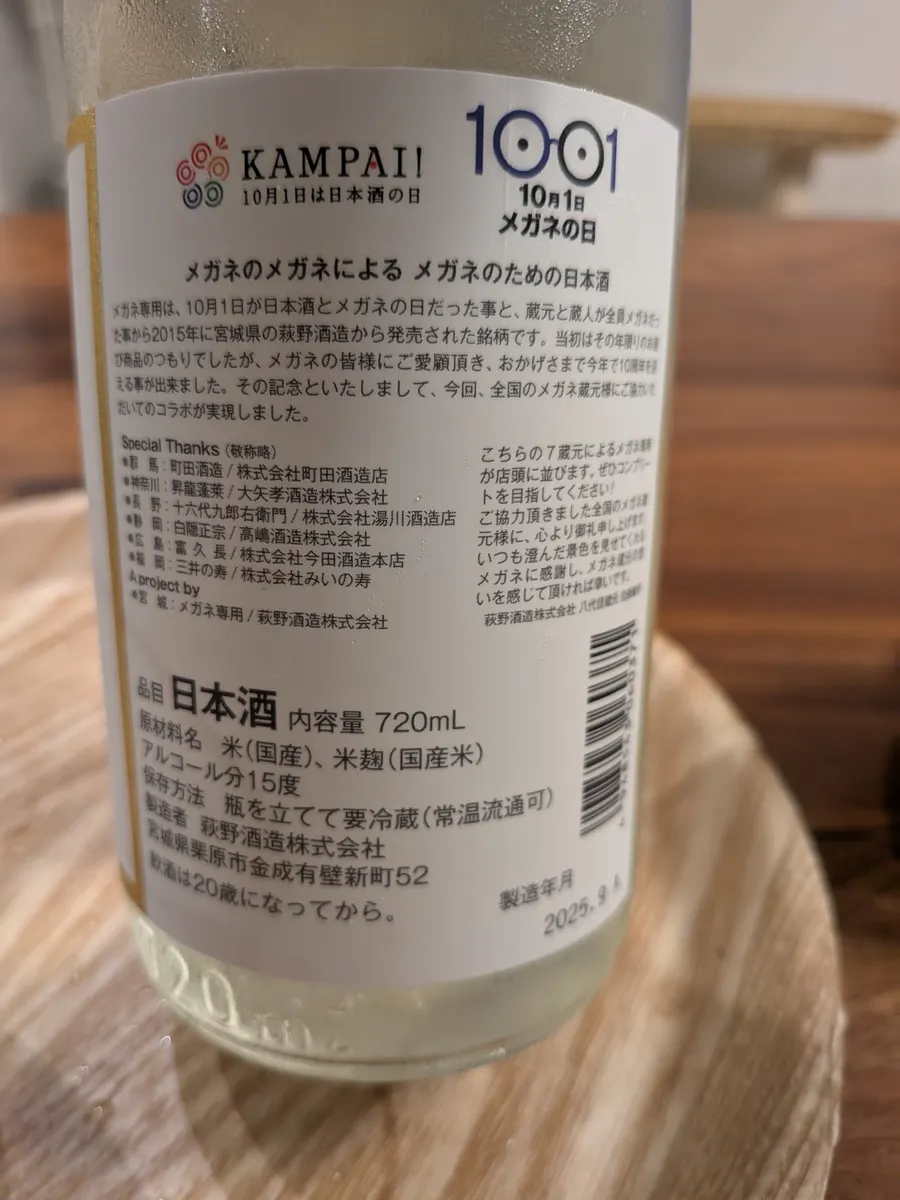 KAMPAI!
10月1日は日本酒の日
1001
10月1日
メガネの日
メガネのメガネによる メガネのための日本酒
メガネ専用は、10月1日が日本酒とメガネの日だった事と、蔵元と蔵人が全員メガネだっ
た事から2015年に宮城県の萩野酒造から発売された銘柄です。当初はその年限りのお遊
び商品のつもりでしたが、メガネの皆様にご愛顧頂き、おかげさまで今年で10周年を迎
える事が出来ました。その記念といたしまして、今回、全国のメガネ蔵元様にご協力いた
だいてのコラボが実現しました。
Special Thanks (敬称略)
●群 馬:町田酒造/株式会社町田酒造店
●神奈川:昇龍蓬莱/大矢孝酒造株式会社
●長 野:十六代九郎右衛門/株式会社湯川酒造店
●静 岡:白隠正宗/高嶋酒造株式会社
●広 島:富久長/株式会社今田酒造本店
●福 岡:三井の寿/株式会社みいの寿
A project by
●宮 城:メガネ専用/萩野酒造株式会社
こちらの7蔵元によるメガネ専用
が店頭に並びます。ぜひコンプリー
トを目指してください!
ご協力頂きました全国のメガネ蔵
元様に、心より御礼申し上げます。
いつも澄んだ景色を見せてくれる
メガネに感謝し、メガネ蔵元の想
いを感じて頂ければ幸いです。
萩野酒造株式会社 八代目蔵元
品目 日本酒 内容量 720mL
原材料名 米(国産)、米麹(国産米)
アルコール分15度
保存方法 瓶を立てて要冷蔵(常温流通可)
製造者 萩野酒造株式会社
宮城県栗原市金成有壁新町52
飲酒は20歳になってから。
製造年月
2025.9
720